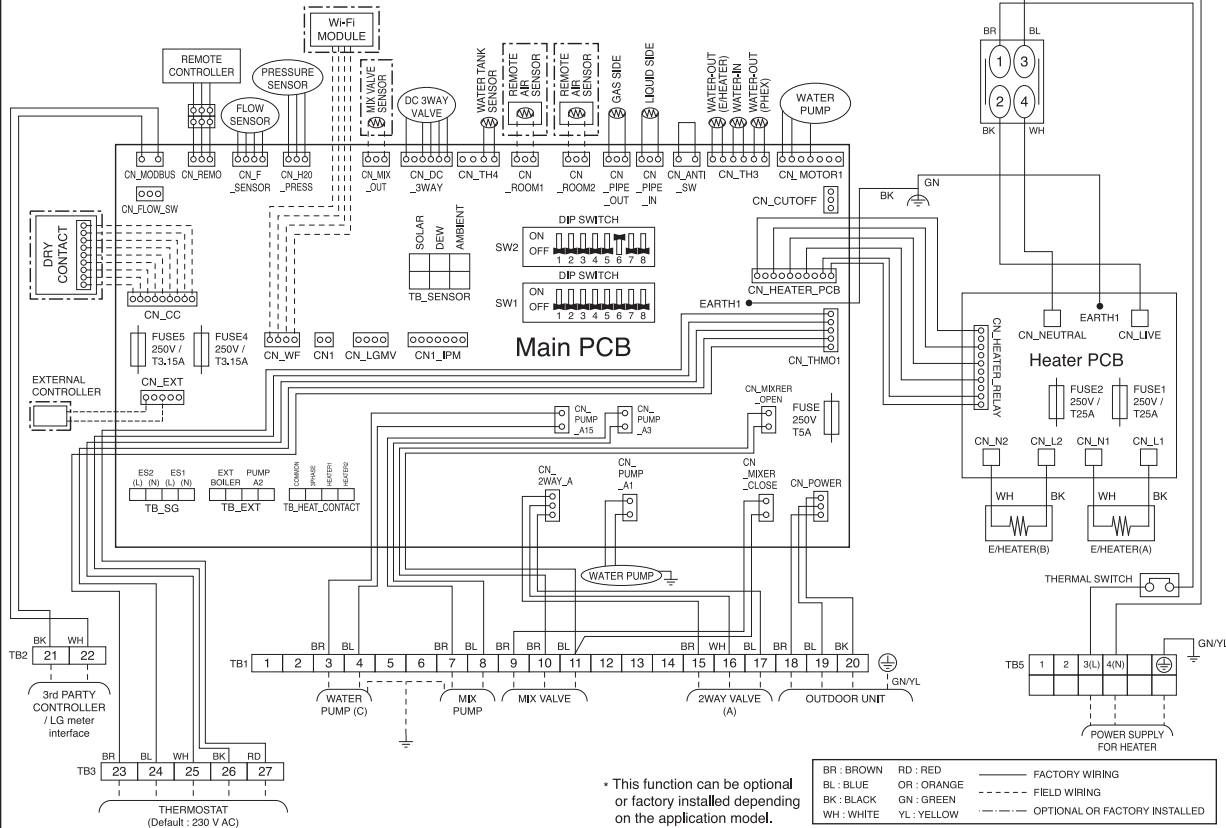 Wi-Fi
MODULE
REMOTE
CONTROLLER
PRESSURE
SENSOR
FLOW
SENSOR
MIX VALVE
SENSOR
DC 3WAY
VALVE
WATER TANK
SENSOR
REMOTE
AIR
SENSOR
REMOTE
AIR
SENSOR
GAS SIDE
LIQUID SIDE
WATER-OUT
(E/HEATER)
WATER-IN
WATER-OUT
(PHEX)
WATER
PUMP
BR BL
1 3
2 4
BK WH
CN_MODBUS
CN_REMO
CN_F
_SENSOR
CN_H20
_PRESS
CN_MIX
_OUT
CN_DC
_3WAY
CN_TH4
CN
_ROOM1
CN
_ROOM2
CN
_PIPE
_OUT
CN
_PIPE
_IN
CN_ANTI
_SW
CN_TH3
CN_MOTOR1
CN_FLOW_SW
CN_CUTOFF
BK
GN
DRY
CONTACT
CN_CC
SOLAR
DEW
AMBIENT
TB_SENSOR
DIP SWITCH
SW2
ON
OFF
1 2 3 4 5 6 7 8
DIP SWITCH
SW1
ON
OFF
1 2 3 4 5 6 7 8
CN_HEATER_PCB
EARTH1
CN_THMO1
FUSE5
250V /
T3.15A
FUSE4
250V /
T3.15A
CN_WF
CN1
CN_LGMV
CN1_IPM
Main PCB
EXTERNAL
CONTROLLER
CN_EXT
CN_
PUMP
_A15
CN_
PUMP
_A3
CN_MIXRER
_OPEN
FUSE
250V
T5A
CN_NEUTRAL
EARTH1
CN_LIVE
Heater PCB
CN_HEATER_RELAY
FUSE2
250V /
T25A
FUSE1
250V /
T25A
CN_N2 CN_L2 CN_N1 CN_L1
WH BK WH BK
E/HEATER(B) E/HEATER(A)
ES2 ES1
(L) (N) (L) (N)
TB_SG
EXT PUMP
BOILER A2
TB_EXT
COMMON
3PHASE
HEATER1
HEATER2
TB_HEAT_CONTACT
CN_
2WAY_A
CN_
PUMP
_A1
CN
_MIXER
_CLOSE
CN_POWER
WATER PUMP
THERMAL SWITCH
BK WH
TB2 21 22
3rd PARTY
CONTROLLER
/ LG meter
interface
BR BL BR BL BR BR BL BR WH BL BR BL BK
TB1 1 2 3 4 5 6 7 8 9 10 11 12 13 14 15 16 17 18 19 20
GN/YL
WATER
PUMP (C)
MIX
PUMP
MIX VALVE
2WAY VALVE
(A)
OUTDOOR UNIT
TB5 1 2 3(L) 4(N)
GN/YL
POWER SUPPLY
FOR HEATER
BR BL WH BK RD
TB3 23 24 25 26 27
THERMOSTAT
(Default : 230 V AC)
* This function can be optional
or factory installed depending
on the application model.
BR : BROWN RD : RED FACTORY WIRING
BL : BLUE OR : ORANGE FIELD WIRING
BK : BLACK GN : GREEN OPTIONAL OR FACTORY INSTALLED
WH : WHITE YL : YELLOW